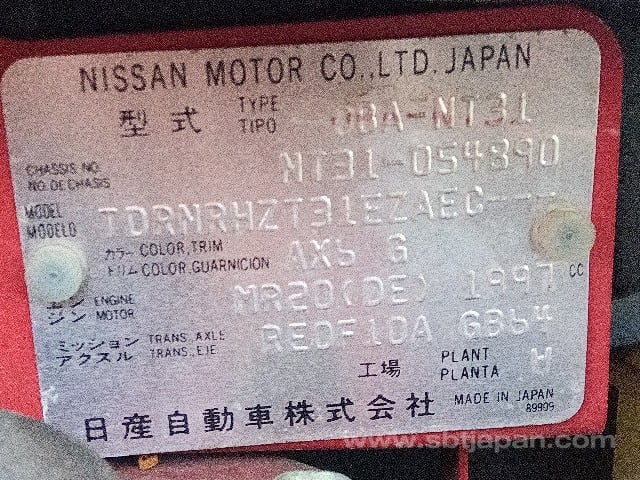 NISSAN MOTOR CO.,LTD. JAPAN
型式 TYPE TIPO DBA-NT31
CHASSIS NO. NO. DE CHASIS NT31-054890
MODEL MODELO TDRNRHZT31EZAEC---
カラー COLOR,TRIM トリム COLOR,GUARNICION AX6 G
エンジン ENGINE MOTOR MR20(DE) 1997 CC
ミッション アクスル TRANS., AXLE TRANS., EJE RE0F10A GB64
工場 PLANT PLANTA W
日産自動車株式会社 MADE IN JAPAN
89909
www.sbtjapan.com